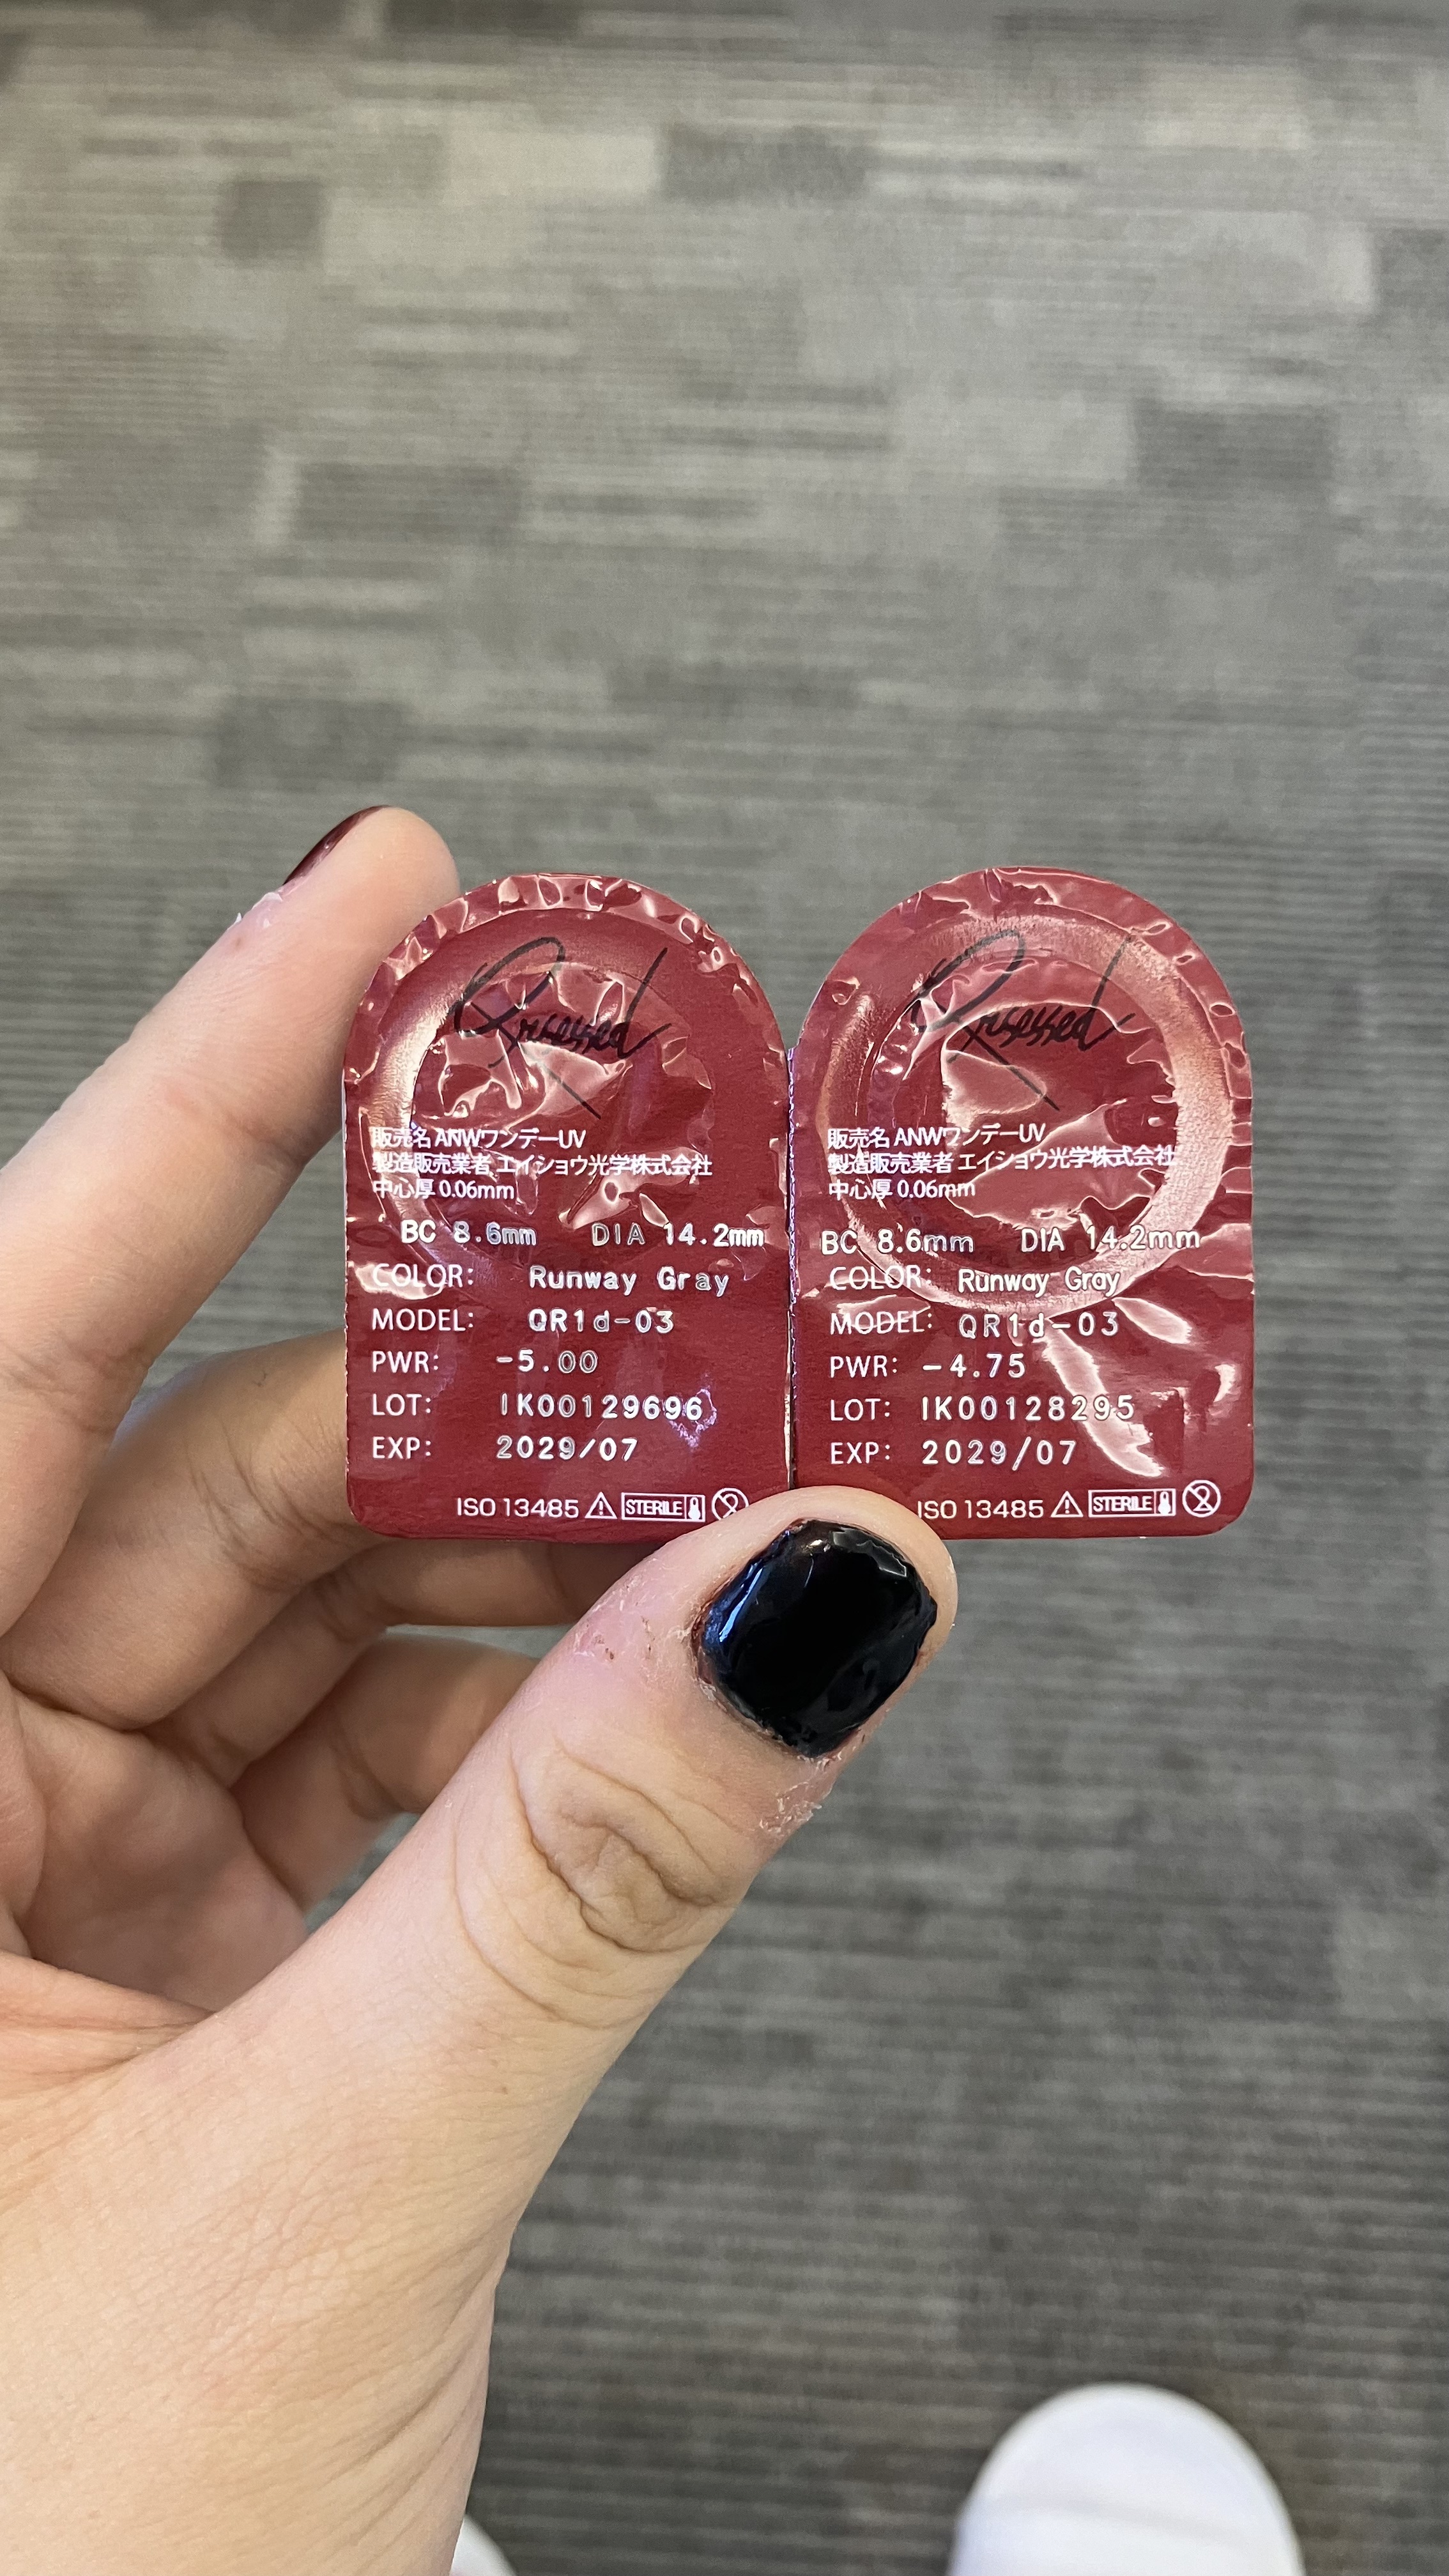 Qrsessed
販売名 ANWワンデーUV
製造販売業者 エイショウ光学株式会社
中心厚 0.06mm
BC 8.6mm DIA 14.2mm
COLOR: Runway Gray
MODEL: QR1d-03
PWR: -5.00
LOT: IK00129696
EXP: 2029/07
ISO 13485 STERILE
Qrsessed
販売名 ANWワンデーUV
製造販売業者 エイショウ光学株式会社
中心厚 0.06mm
BC 8.6mm DIA 14.2mm
COLOR: Runway Gray
MODEL: QR1d-03
PWR: -4.75
LOT: IK00128295
EXP: 2029/07
ISO 13485 STERILE